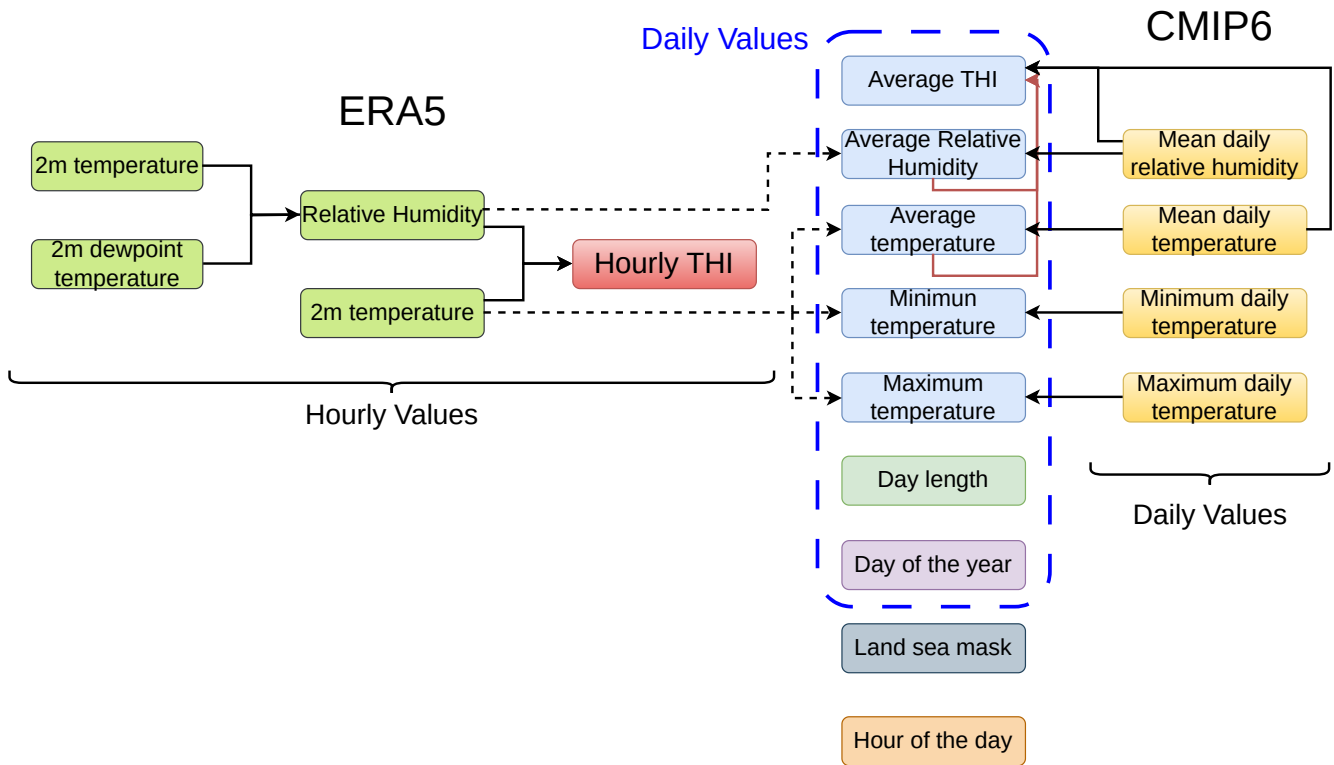 CMIP6
Daily Values
Average THI
ERA5
2m temperature
Average Relative
Humidity
Mean daily
relative humidity
Relative Humidity
2m dewpoint
temperature
Average
temperature
Mean daily
temperature
Hourly THI
2m temperature
Minimun
temperature
Minimum daily
temperature
Hourly Values
Maximum
temperature
Maximum daily
temperature
Day length
Daily Values
Day of the year
Land sea mask
Hour of the day